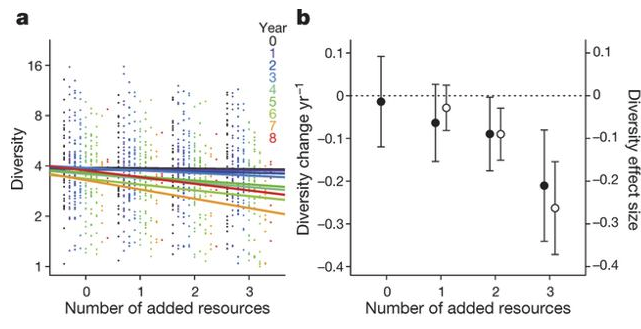 a
Year
0
1
2
3
4
5
6
7
8
16
8
4
2
1
Diversity
0 1 2 3
Number of added resources
b
0.1
0
−0.1
−0.2
−0.3
−0.4
Diversity change yr⁻¹
0.1
0
−0.1
−0.2
−0.3
−0.4
Diversity effect size
0 1 2 3
Number of added resources